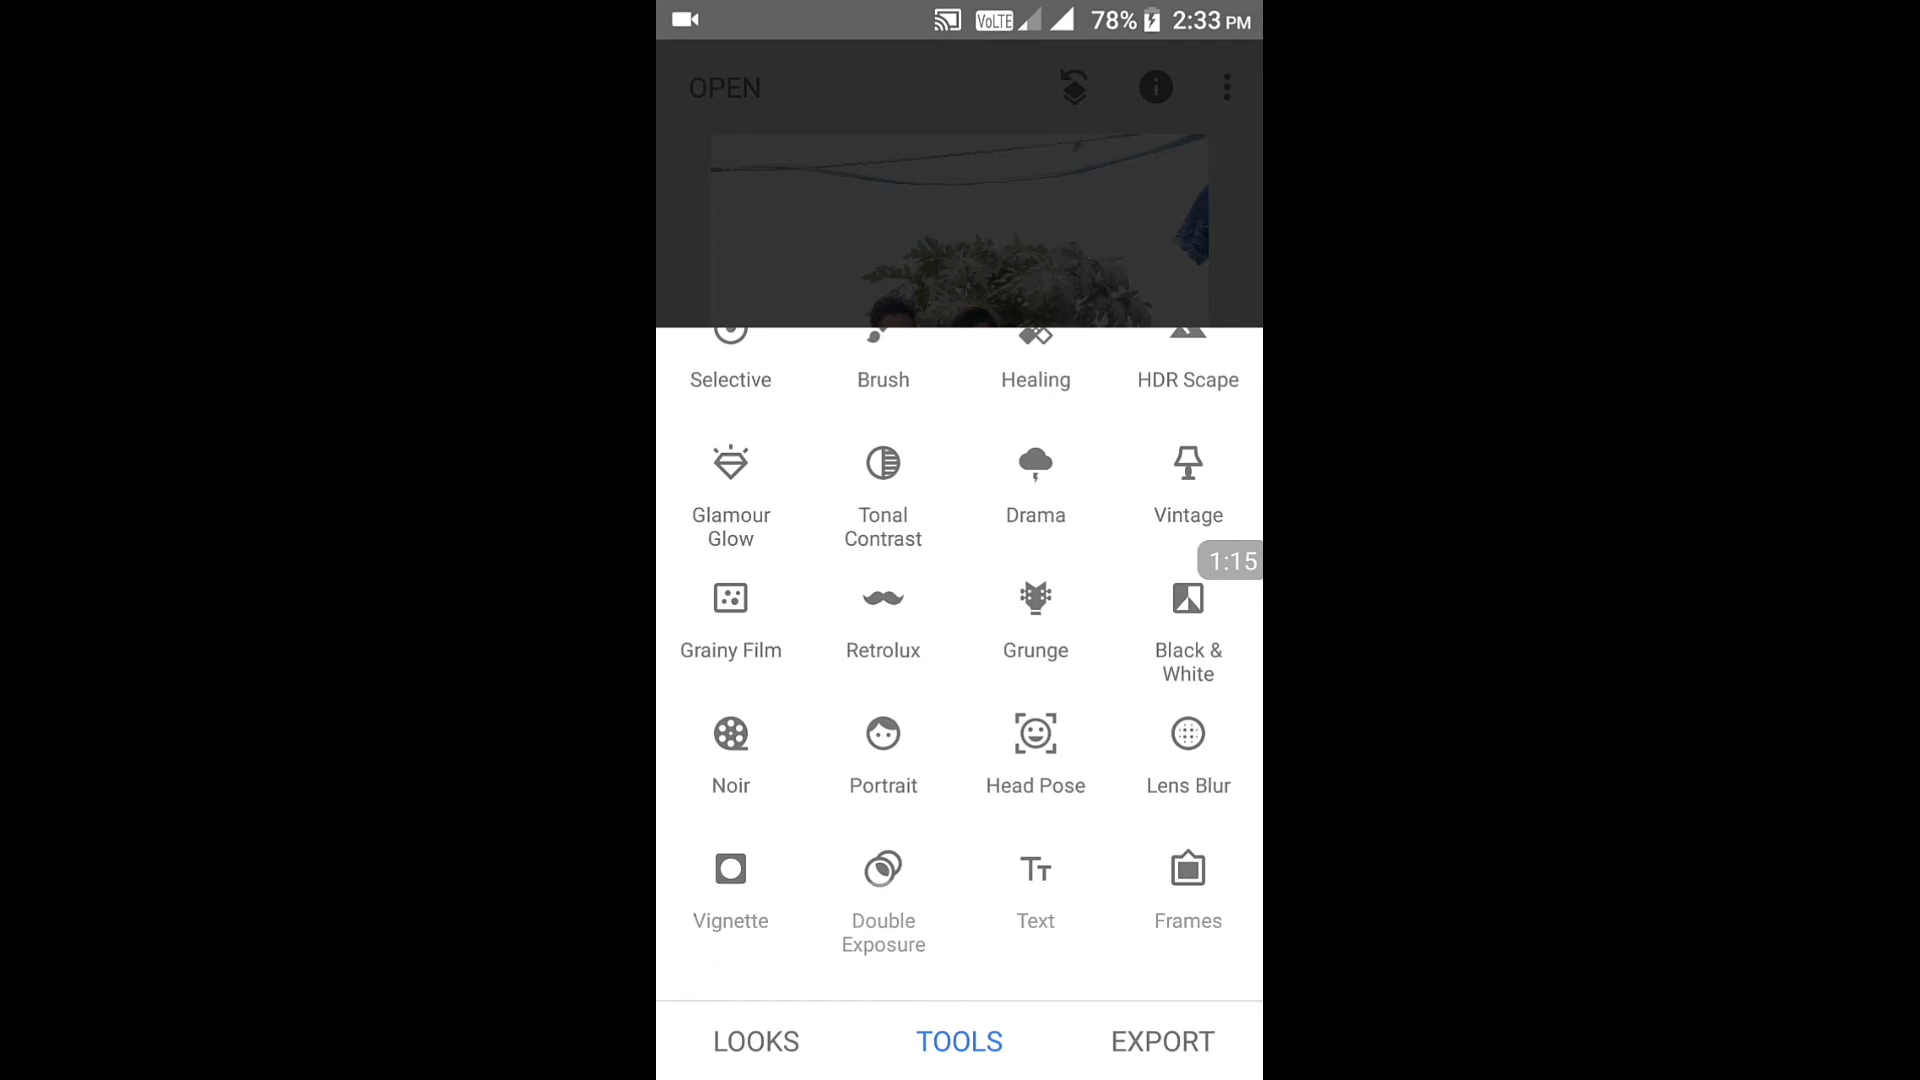 VoLTE 78% 2:33 PM
OPEN
Selective Brush Healing HDR Scape
Glamour Glow Tonal Contrast Drama Vintage
1:15
Grainy Film Retrolux Grunge Black & White
Noir Portrait Head Pose Lens Blur
Vignette Double Exposure Text Frames
LOOKS TOOLS EXPORT